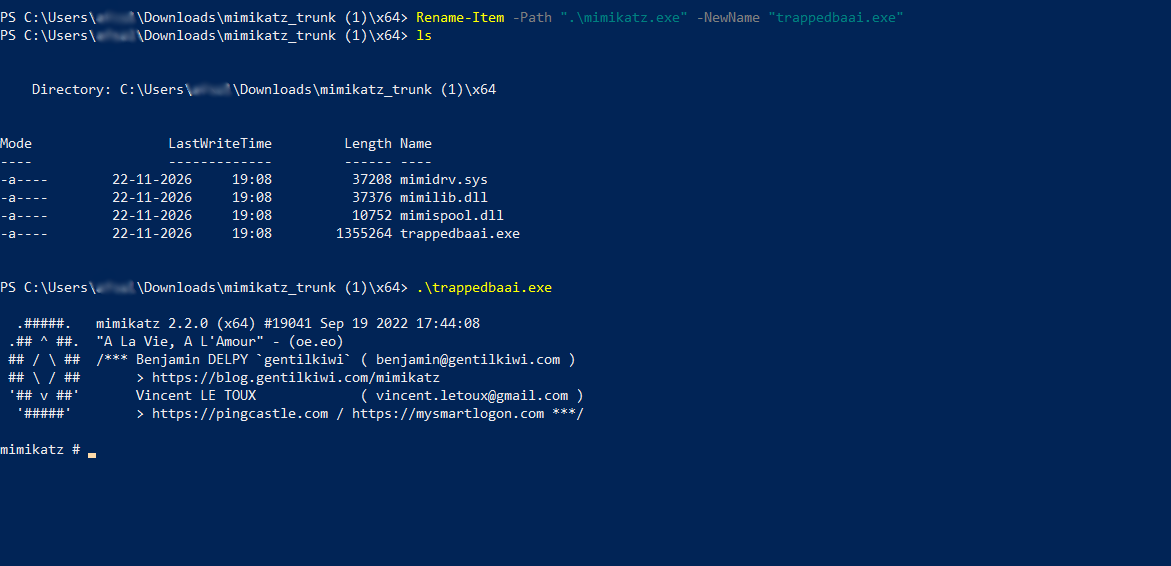 PS C:\Users\ \Downloads\mimikatz_trunk (1)\x64> Rename-Item -Path ".\mimikatz.exe" -NewName "trappedbaai.exe"
PS C:\Users\ \Downloads\mimikatz_trunk (1)\x64> ls
Directory: C:\Users\ \Downloads\mimikatz_trunk (1)\x64
Mode LastWriteTime Length Name
---- ------------- ------ ----
-a---- 22-11-2026 19:08 37208 mimidrv.sys
-a---- 22-11-2026 19:08 37376 mimilib.dll
-a---- 22-11-2026 19:08 10752 mimispool.dll
-a---- 22-11-2026 19:08 1355264 trappedbaai.exe
PS C:\Users\ \Downloads\mimikatz_trunk (1)\x64> .\trappedbaai.exe
.#####. mimikatz 2.2.0 (x64) #19041 Sep 19 2022 17:44:08
.## ^ ##. "A La Vie, A L'Amour" - (oe.eo)
## / \ ## /*** Benjamin DELPY `gentilkiwi` ( benjamin@gentilkiwi.com )
## \ / ## > https://blog.gentilkiwi.com/mimikatz
'## v ##' Vincent LE TOUX ( vincent.letoux@gmail.com )
'#####' > https://pingcastle.com / https://mysmartlogon.com ***/
mimikatz #